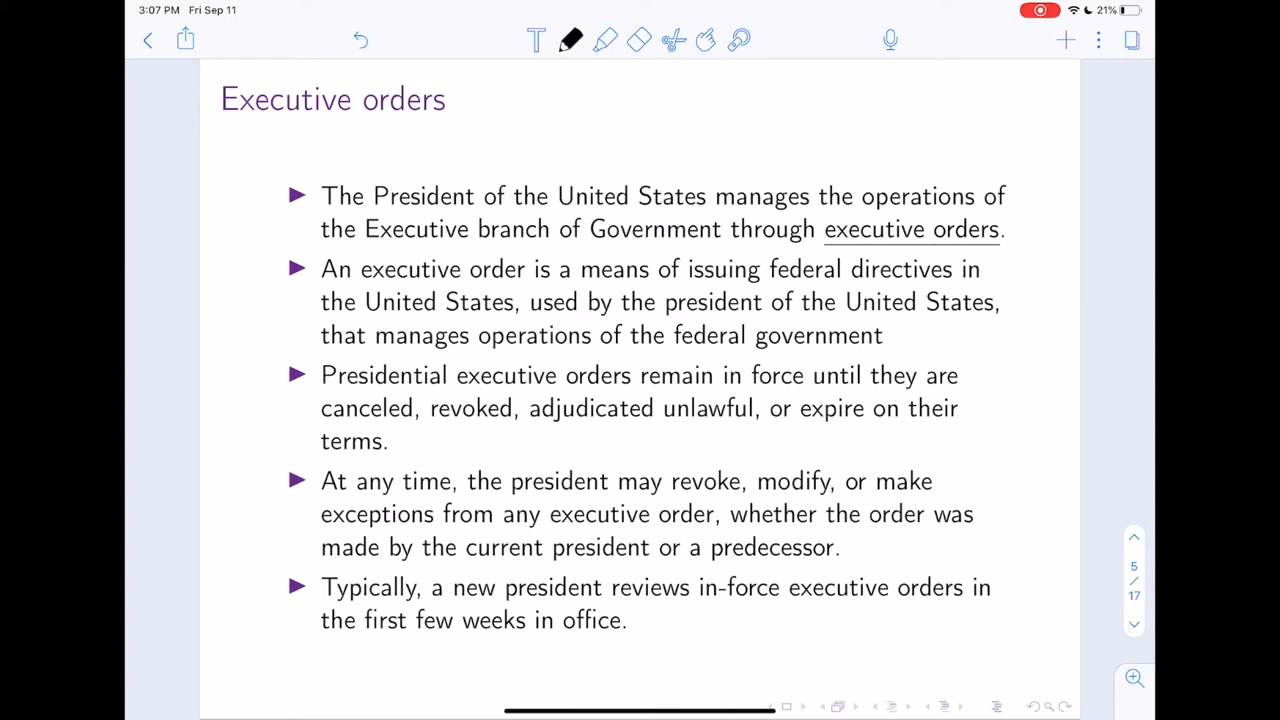 3:07 PM Fri Sep 11
21%
Executive orders
The President of the United States manages the operations of
the Executive branch of Government through executive orders.
An executive order is a means of issuing federal directives in
the United States, used by the president of the United States,
that manages operations of the federal government
Presidential executive orders remain in force until they are
canceled, revoked, adjudicated unlawful, or expire on their
terms.
At any time, the president may revoke, modify, or make
exceptions from any executive order, whether the order was
made by the current president or a predecessor.
Typically, a new president reviews in-force executive orders in
the first few weeks in office.
5
/
17